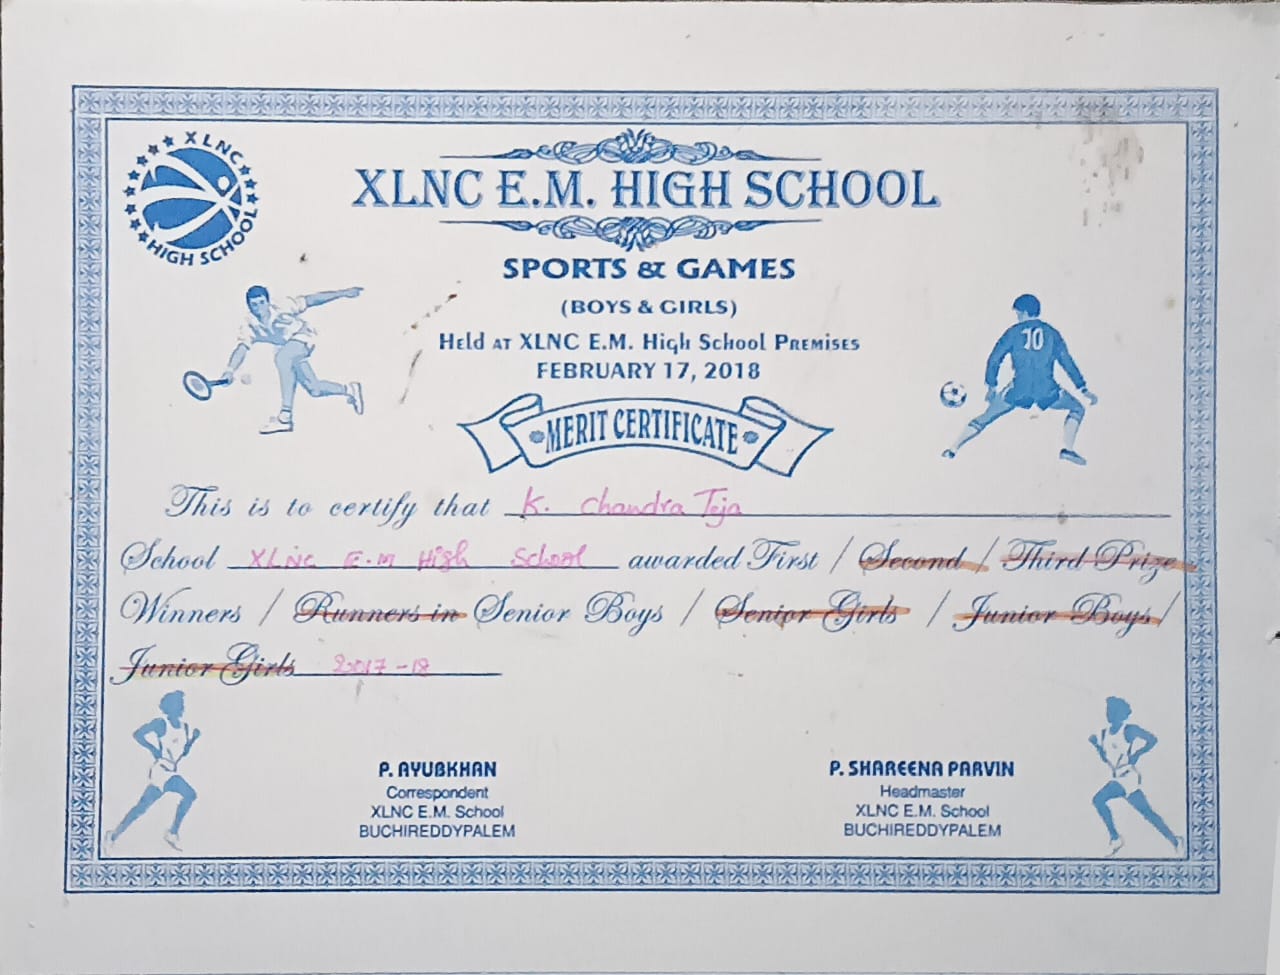 XLNC
HIGH SCHOOL
XLNC E.M. HIGH SCHOOL
SPORTS & GAMES
(BOYS & GIRLS)
Held at XLNC E.M. High School Premises
FEBRUARY 17, 2018
10
MERIT CERTIFICATE
This is to certify that K. Chandra Teja
School XLNC E.M High School awarded First / Second / Third Prize
Winners / Runners in Senior Boys / Senior Girls / Junior Boys /
Junior Girls 2017-18
P. AYUBKHAN
Correspondent
XLNC E.M. School
BUCHIREDDYPALEM
P. SHAREENA PARVIN
Headmaster
XLNC E.M. School
BUCHIREDDYPALEM